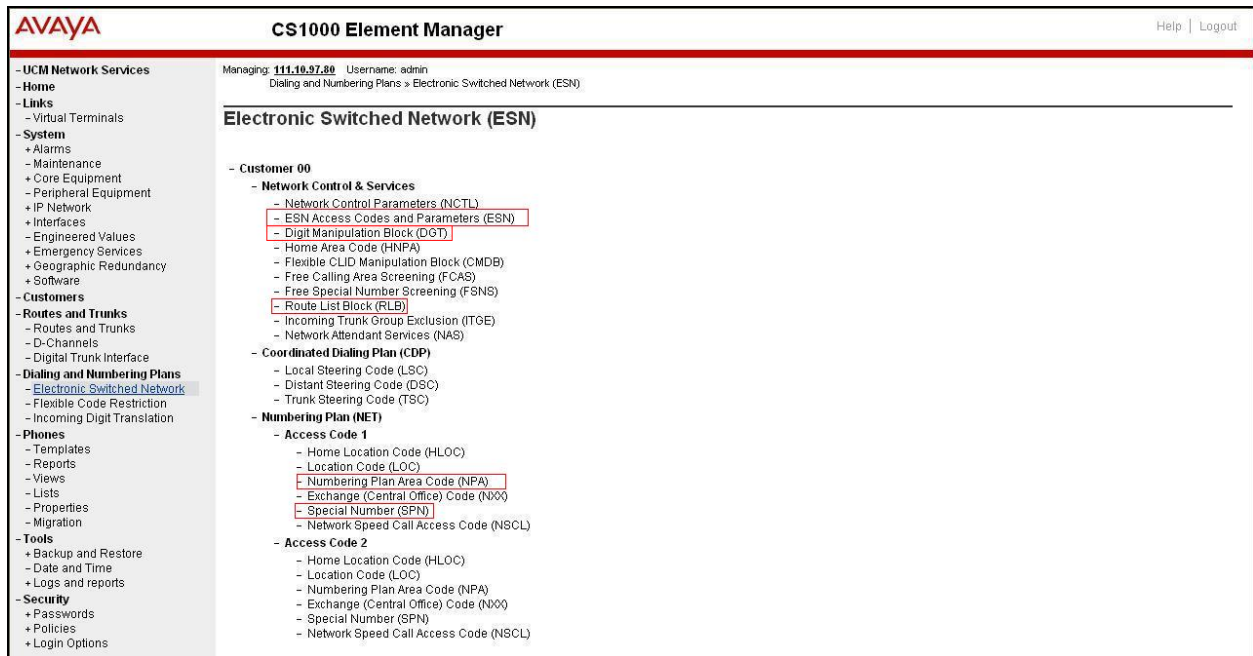 AVAYA
CS1000 Element Manager
Help | Logout
- UCM Network Services
- Home
- Links
- Virtual Terminals
- System
+ Alarms
- Maintenance
+ Core Equipment
- Peripheral Equipment
+ IP Network
+ Interfaces
- Engineered Values
+ Emergency Services
+ Geographic Redundancy
+ Software
- Customers
- Routes and Trunks
- Routes and Trunks
- D-Channels
- Digital Trunk Interface
- Dialing and Numbering Plans
- Electronic Switched Network
- Flexible Code Restriction
- Incoming Digit Translation
- Phones
- Templates
- Reports
- Views
- Lists
- Properties
- Migration
- Tools
+ Backup and Restore
- Date and Time
+ Logs and reports
- Security
+ Passwords
+ Policies
+ Login Options
Managing: 111.10.97.80 Username: admin
Dialing and Numbering Plans » Electronic Switched Network (ESN)
Electronic Switched Network (ESN)
- Customer 00
- Network Control & Services
- Network Control Parameters (NCTL)
- ESN Access Codes and Parameters (ESN)
- Digit Manipulation Block (DGT)
- Home Area Code (HNPA)
- Flexible CLID Manipulation Block (CMDB)
- Free Calling Area Screening (FCAS)
- Free Special Number Screening (FSNS)
- Route List Block (RLB)
- Incoming Trunk Group Exclusion (ITGE)
- Network Attendant Services (NAS)
- Coordinated Dialing Plan (CDP)
- Local Steering Code (LSC)
- Distant Steering Code (DSC)
- Trunk Steering Code (TSC)
- Numbering Plan (NET)
- Access Code 1
- Home Location Code (HLOC)
- Location Code (LOC)
- Numbering Plan Area Code (NPA)
- Exchange (Central Office) Code (NXX)
- Special Number (SPN)
- Network Speed Call Access Code (NSCL)
- Access Code 2
- Home Location Code (HLOC)
- Location Code (LOC)
- Numbering Plan Area Code (NPA)
- Exchange (Central Office) Code (NXX)
- Special Number (SPN)
- Network Speed Call Access Code (NSCL)